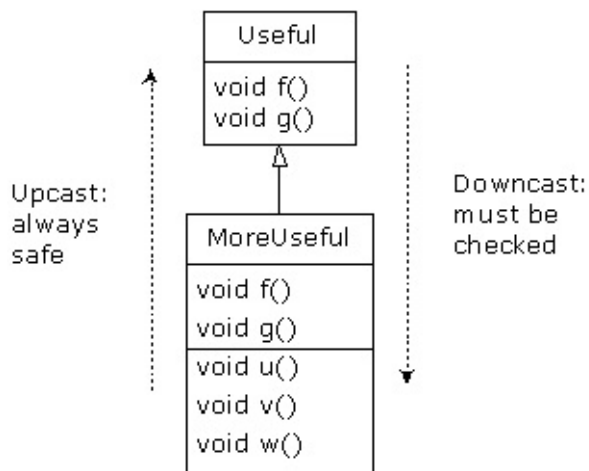 Useful
void f()
void g()
Upcast:
always
safe
Downcast:
must be
checked
MoreUseful
void f()
void g()
void u()
void v()
void w()